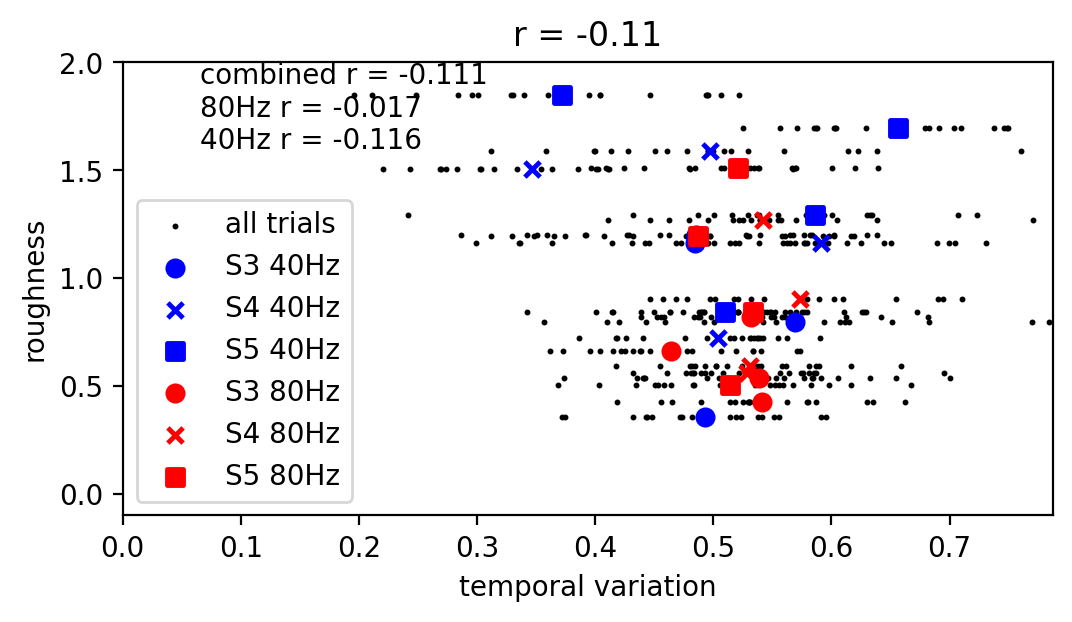 r = -0.11
combined r = -0.111
80Hz r = -0.017
40Hz r = -0.116
all trials
S3 40Hz
S4 40Hz
S5 40Hz
S3 80Hz
S4 80Hz
S5 80Hz
roughness
2.0
1.5
1.0
0.5
0.0
0.0 0.1 0.2 0.3 0.4 0.5 0.6 0.7
temporal variation